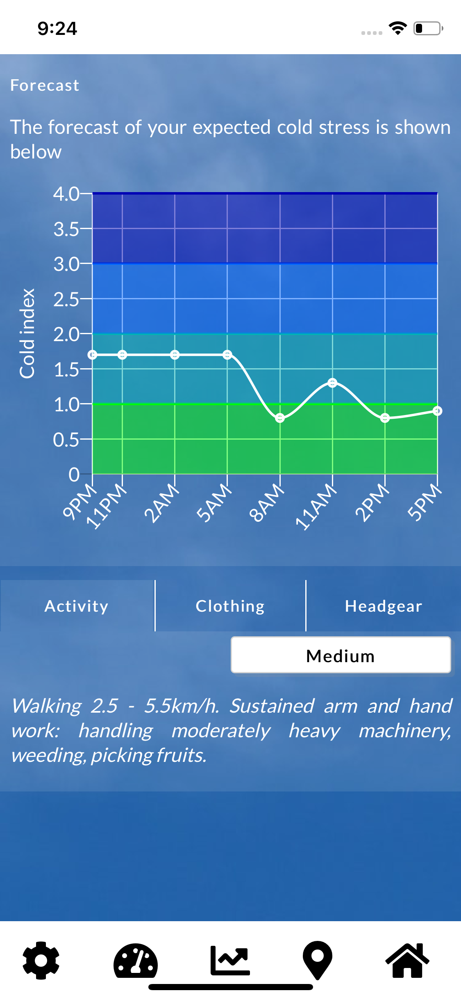 9:24
Forecast
The forecast of your expected cold stress is shown
below
Cold index
4.0
3.5
3.0
2.5
2.0
1.5
1.0
0.5
0
9PM 11PM 2AM 5AM 8AM 11AM 2PM 5PM
Activity Clothing Headgear
Medium
Walking 2.5 - 5.5km/h. Sustained arm and hand
work: handling moderately heavy machinery,
weeding, picking fruits.